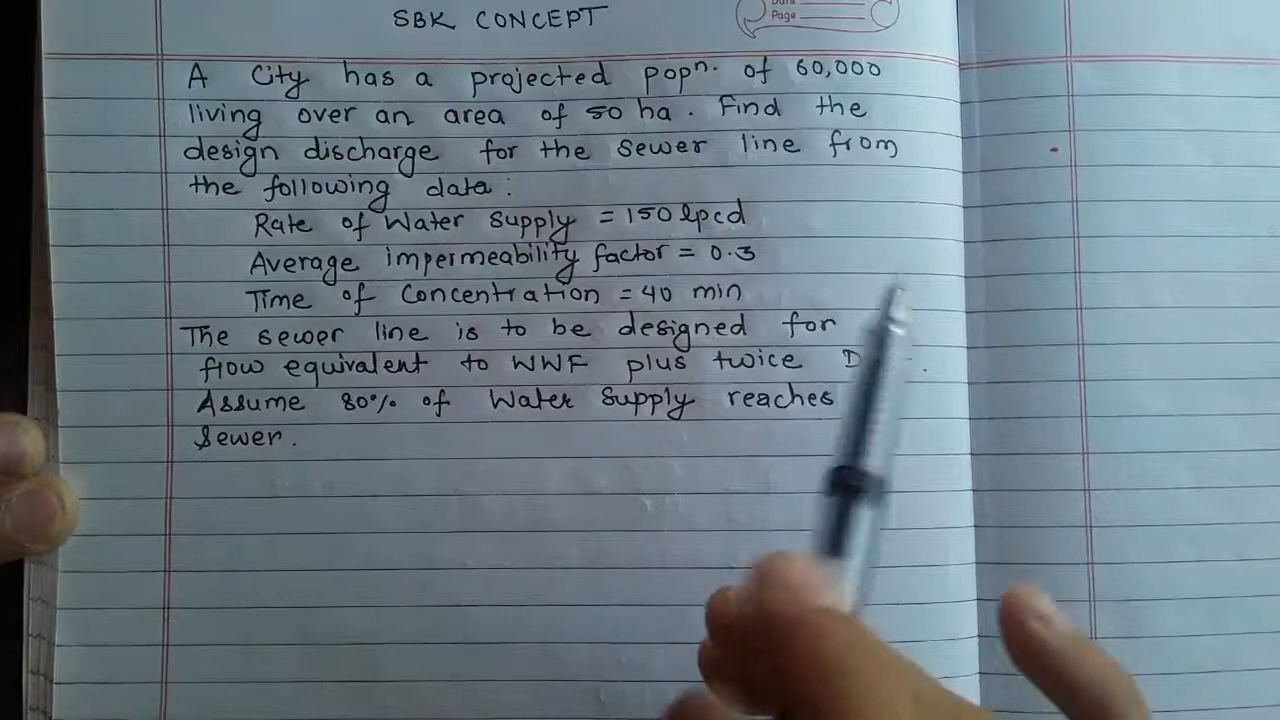 SBK CONCEPT
Date
Page
A City has a projected popn. of 60,000
living over an area of 50 ha. Find the
design discharge for the sewer line from
the following data:
Rate of Water Supply = 150 lpcd
Average impermeability factor = 0.3
Time of Concentration = 40 min
The sewer line is to be designed for
flow equivalent to WWF plus twice
Assume 80% of Water Supply reaches
Sewer.